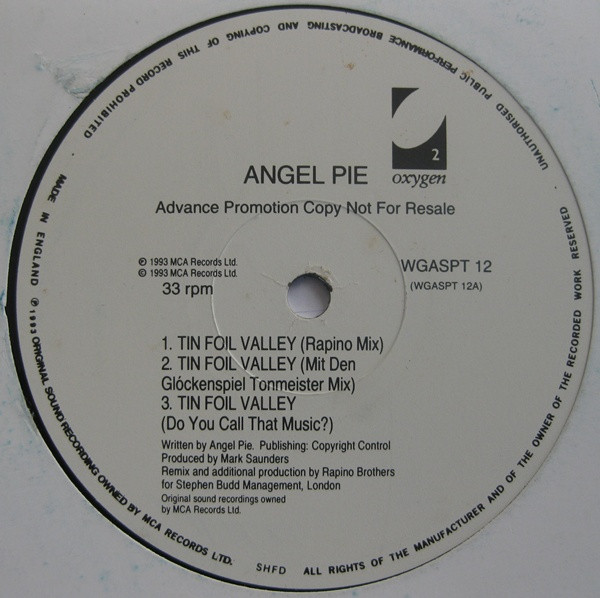 UNAUTHORISED PUBLIC PERFORMANCE BROADCASTING AND COPYING OF THIS RECORD PROHIBITED
MADE IN ENGLAND ℗ 1993 ORIGINAL SOUND RECORDING OWNED BY MCA RECORDS LTD.
SHFD
ALL RIGHTS OF THE MANUFACTURER AND OF THE OWNER OF THE RECORDED WORK RESERVED
2
oxygen
ANGEL PIE
Advance Promotion Copy Not For Resale
℗ 1993 MCA Records Ltd.
© 1993 MCA Records Ltd.
33 rpm
WGASPT 12
(WGASPT 12A)
1. TIN FOIL VALLEY (Rapino Mix)
2. TIN FOIL VALLEY (Mit Den
Glóckenspiel Tonmeister Mix)
3. TIN FOIL VALLEY
(Do You Call That Music?)
Written by Angel Pie. Publishing: Copyright Control
Produced by Mark Saunders
Remix and additional production by Rapino Brothers
for Stephen Budd Management, London
Original sound recordings owned
by MCA Records Ltd.